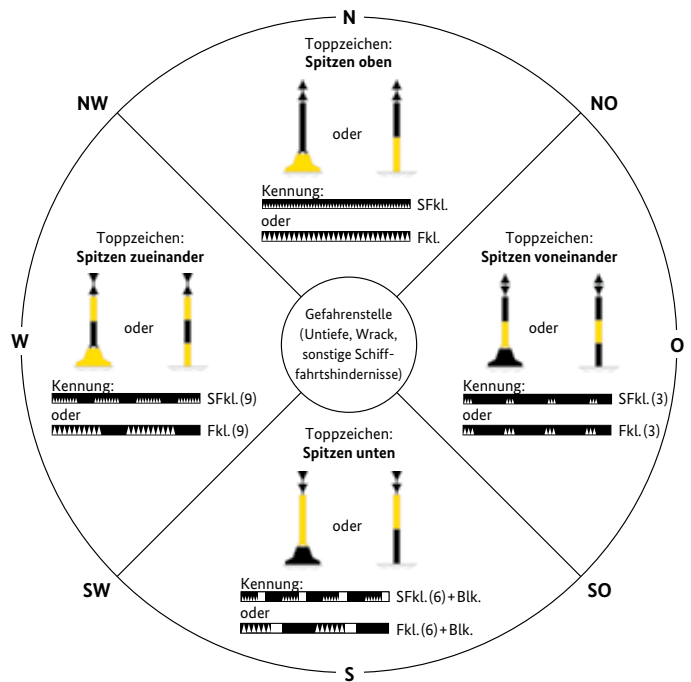 N
Toppzeichen:
Spitzen oben
NW
NO
oder
Kennung:
SFkl.
oder
Fkl.
Toppzeichen:
Spitzen zueinander
oder
W
Kennung:
SFkl.(9)
oder
Fkl.(9)
Gefahrenstelle
(Untiefe, Wrack,
sonstige Schiff-
fahrtshindernisse)
Toppzeichen:
Spitzen voneinander
oder
O
Kennung:
SFkl.(3)
oder
Fkl.(3)
Toppzeichen:
Spitzen unten
oder
SW
SO
Kennung:
SFkl.(6)+Blk.
oder
Fkl.(6)+Blk.
S